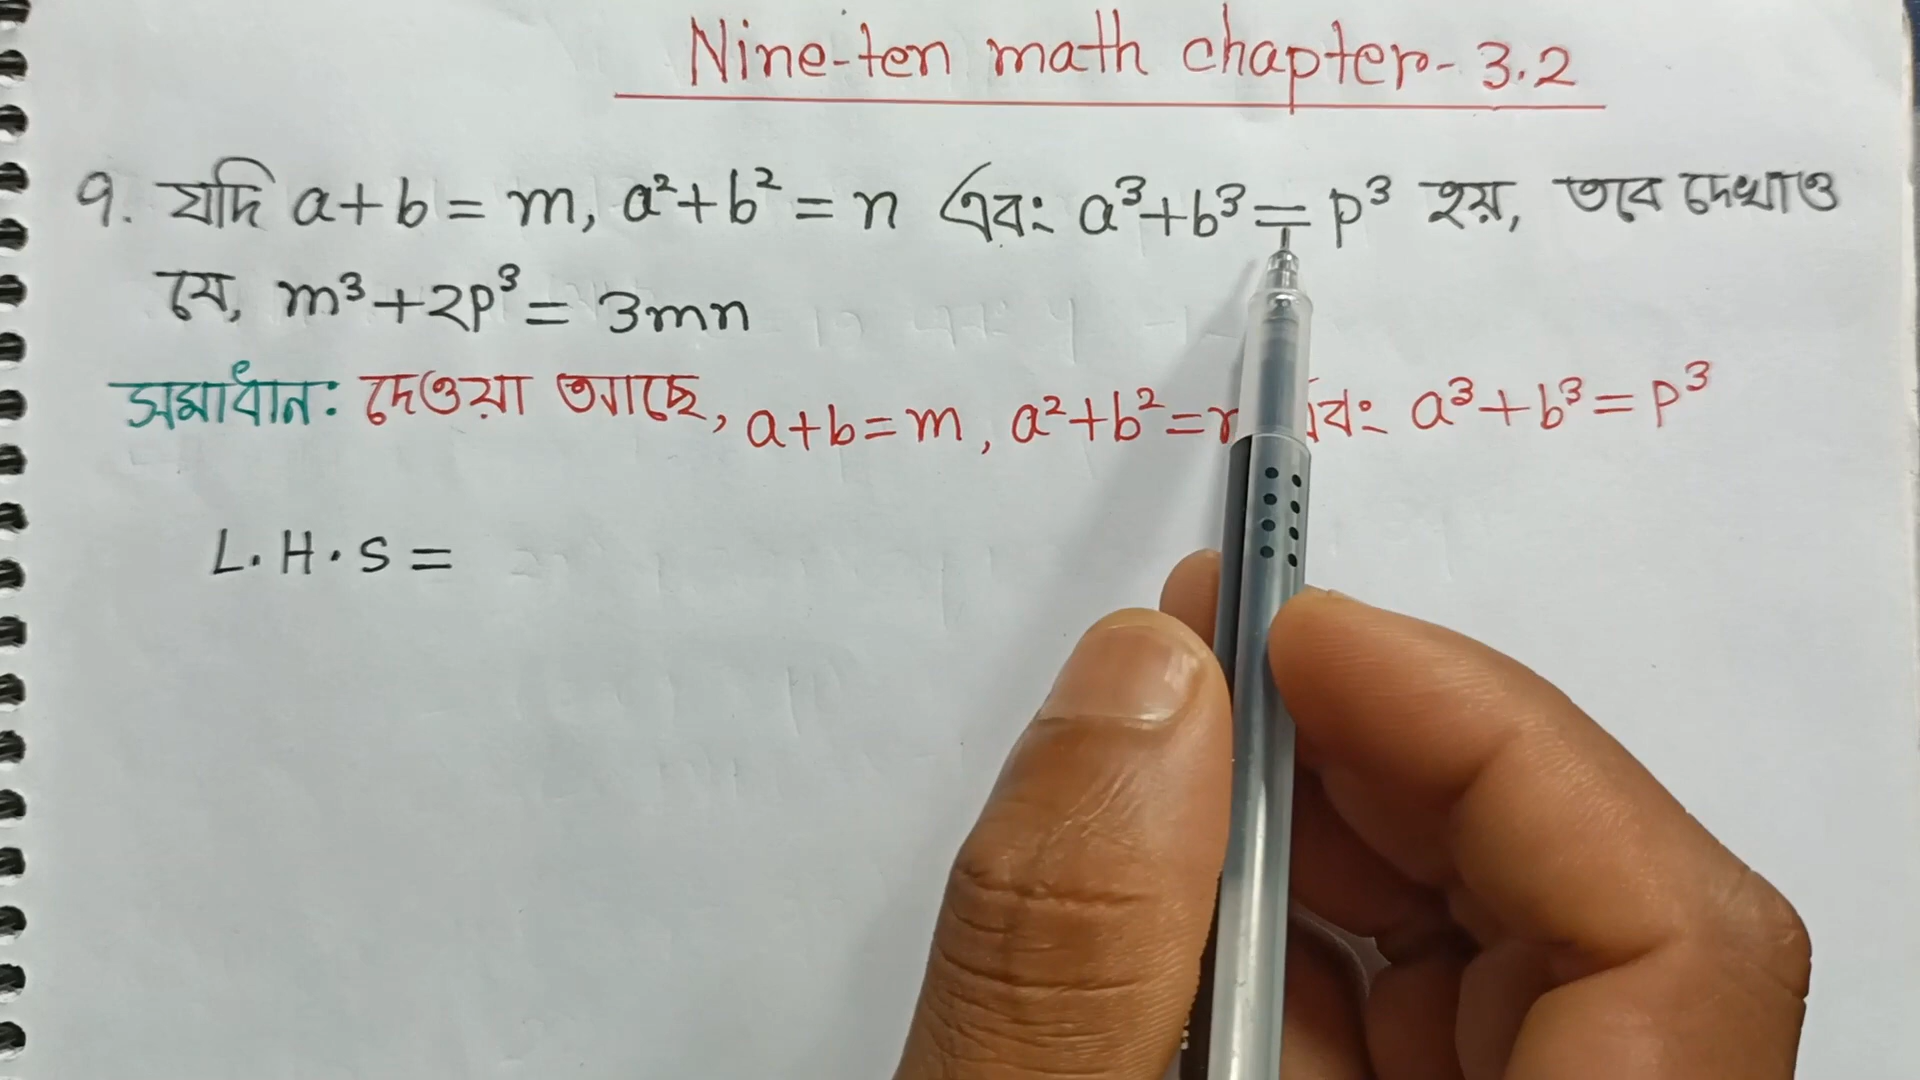 Nine-ten math chapter- 3.2
9. যদি a+b = m, a²+b² = n এবং a³+b³ = p³ হয়, তবে দেখাও
যে, m³+2p³ = 3mn
সমাধান: দেওয়া আছে, a+b = m, a²+b² = n এবং a³+b³ = p³
L.H.S =